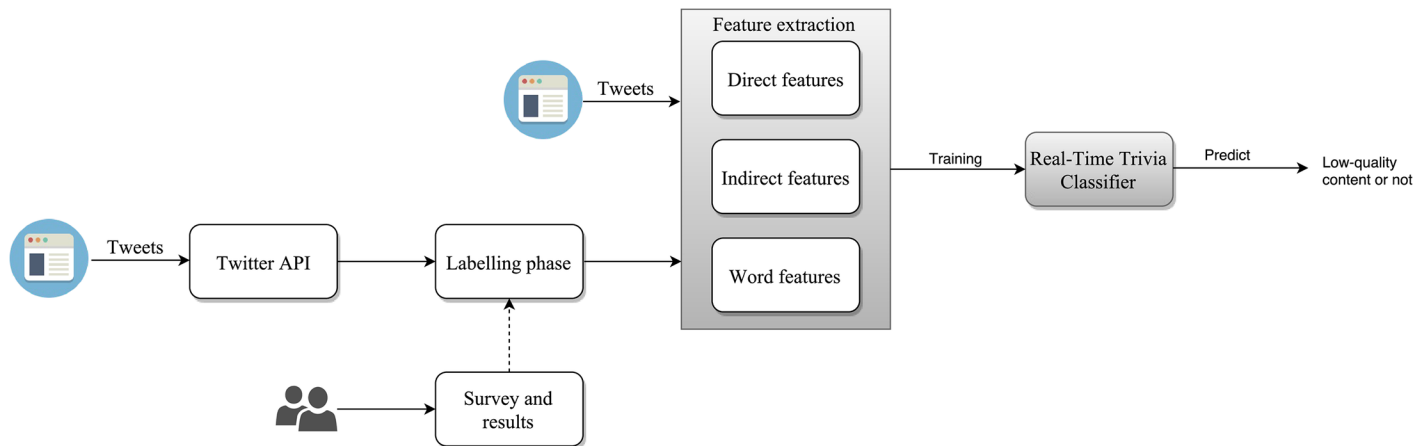 Feature extraction
Tweets
Direct features
Indirect features
Word features
Training
Real-Time Trivia
Classifier
Predict
Low-quality
content or not
Tweets
Twitter API
Labelling phase
Survey and
results